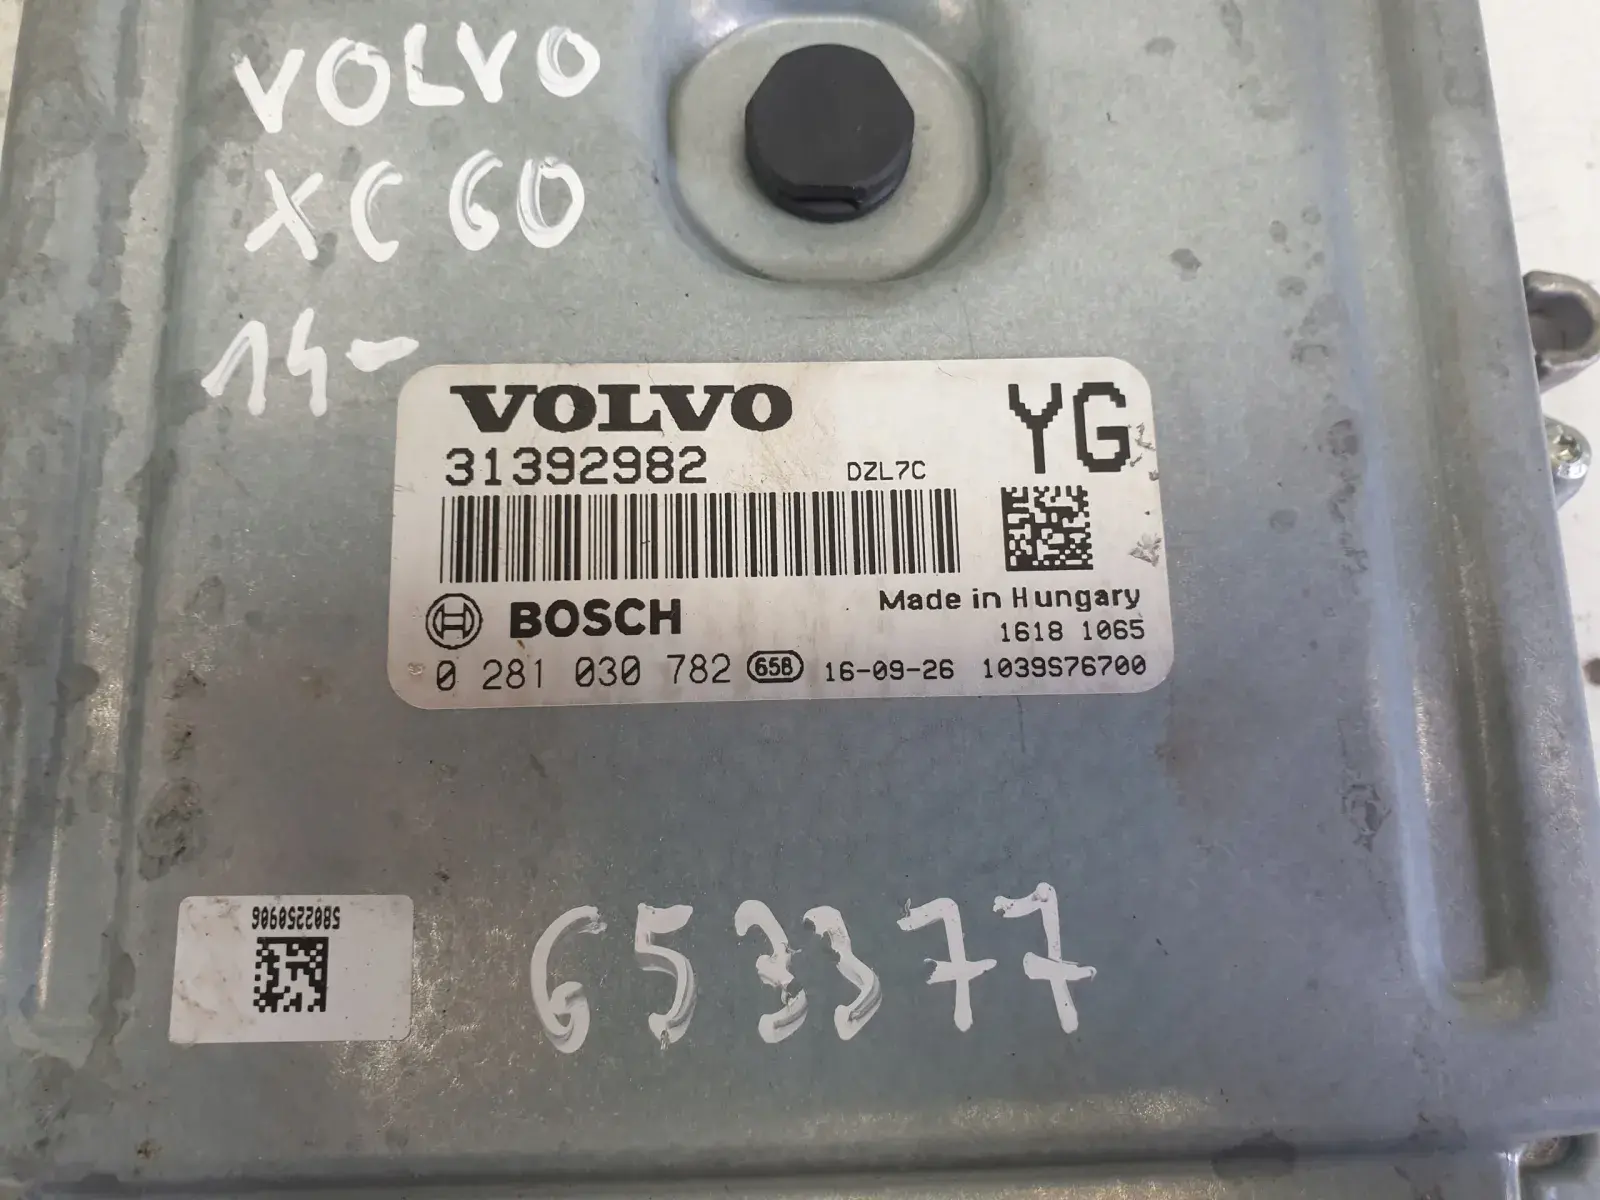 VOLVO
XC60
14-
VOLVO YG
31392982 DZL7C
BOSCH Made in Hungary
1618 1065
0 281 030 782 65B 16-09-26 1039S76700
5802250906
653377